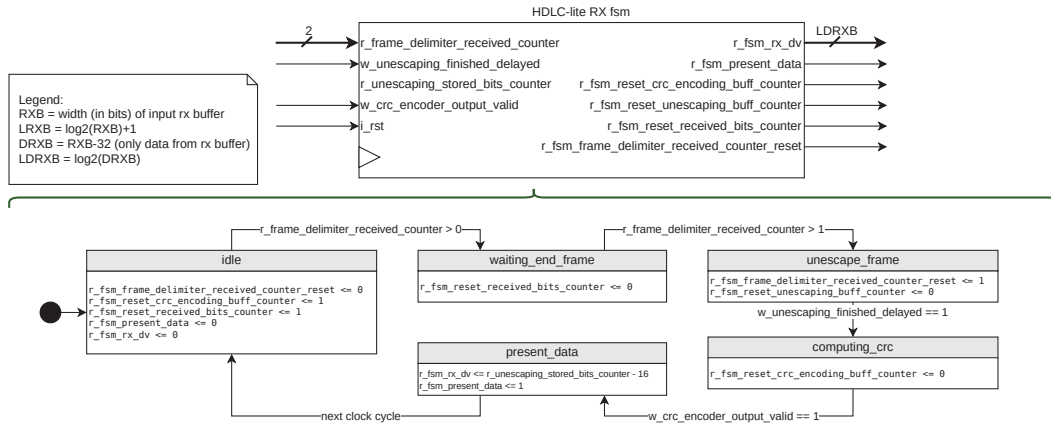 HDLC-lite RX fsm
2
LDRXB
r_frame_delimiter_received_counter
r_fsm_rx_dv
w_unescaping_finished_delayed
r_fsm_present_data
r_unescaping_stored_bits_counter
r_fsm_reset_crc_encoding_buff_counter
w_crc_encoder_output_valid
r_fsm_reset_unescaping_buff_counter
i_rst
r_fsm_reset_received_bits_counter
r_fsm_frame_delimiter_received_counter_reset
Legend:
RXB = width (in bits) of input rx buffer
LRXB = log2(RXB)+1
DRXB = RXB-32 (only data from rx buffer)
LDRXB = log2(DRXB)
r_frame_delimiter_received_counter > 0
r_frame_delimiter_received_counter > 1
idle
r_fsm_frame_delimiter_received_counter_reset <= 0
r_fsm_reset_crc_encoding_buff_counter <= 1
r_fsm_reset_received_bits_counter <= 1
r_fsm_present_data <= 0
r_fsm_rx_dv <= 0
waiting_end_frame
r_fsm_reset_received_bits_counter <= 0
unescape_frame
r_fsm_frame_delimiter_received_counter_reset <= 1
r_fsm_reset_unescaping_buff_counter <= 0
w_unescaping_finished_delayed == 1
present_data
r_fsm_rx_dv <= r_unescaping_stored_bits_counter - 16
r_fsm_present_data <= 1
computing_crc
r_fsm_reset_crc_encoding_buff_counter <= 0
next clock cycle
w_crc_encoder_output_valid == 1